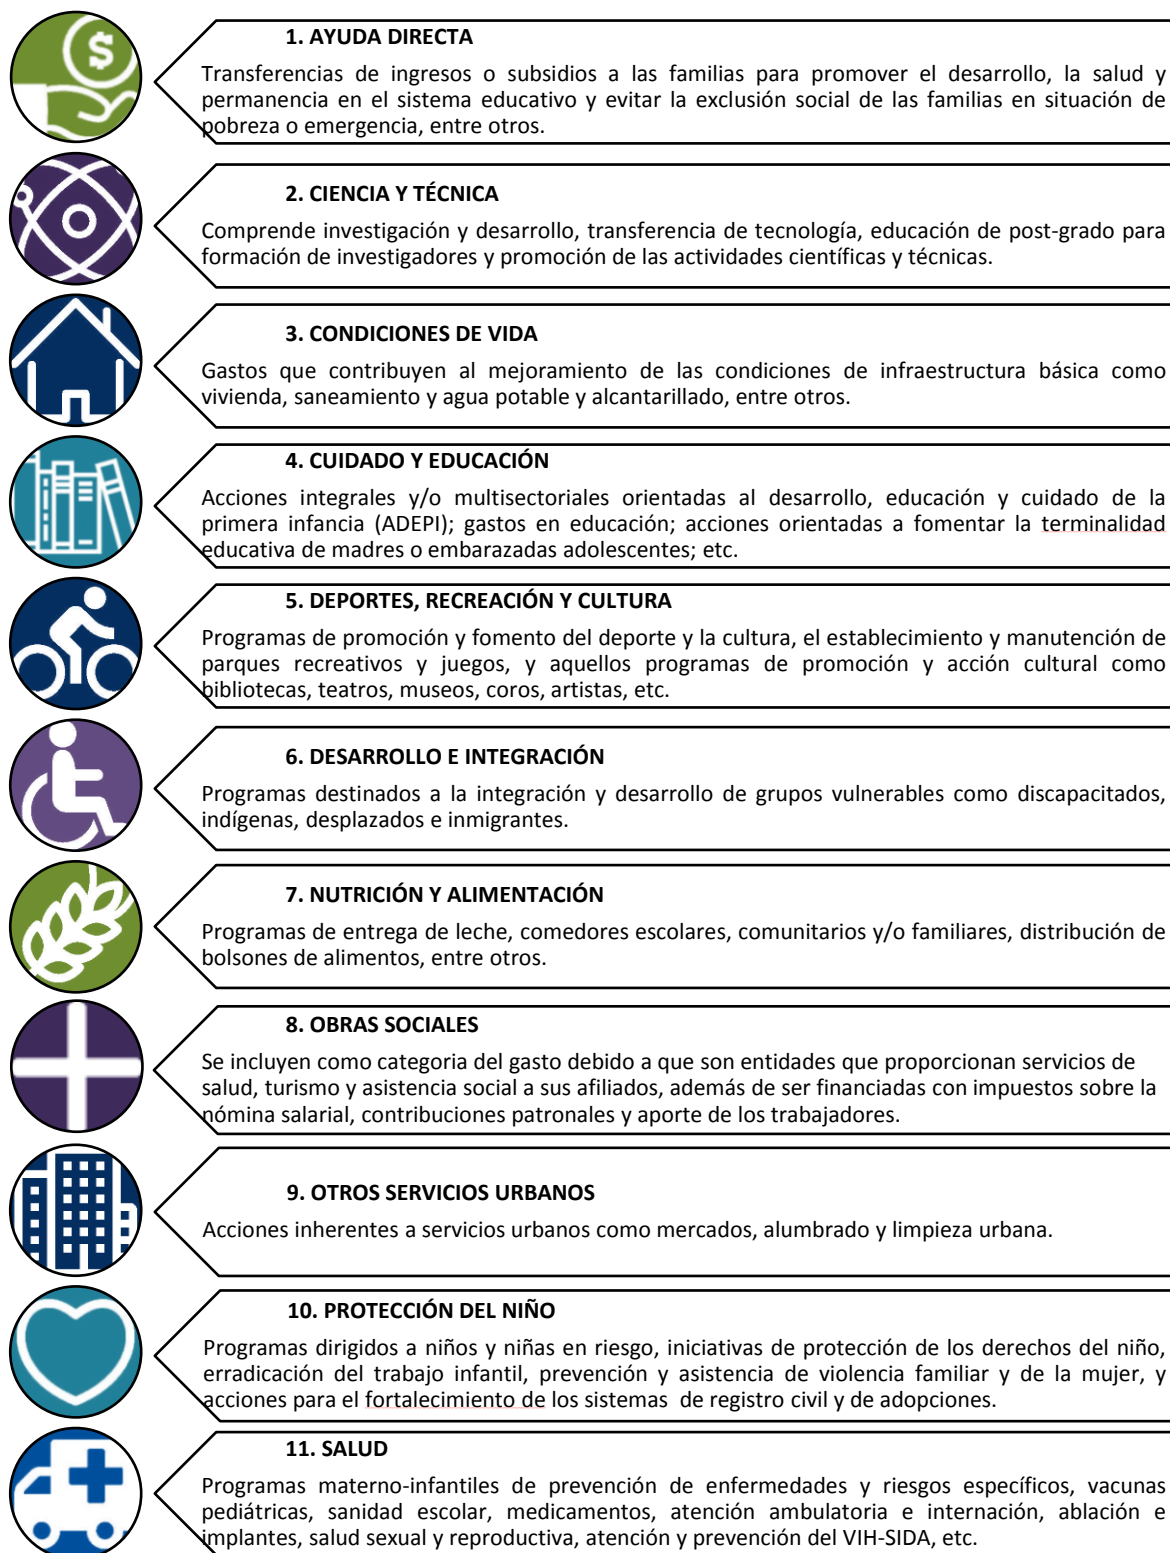 1. AYUDA DIRECTA
Transferencias de ingresos o subsidios a las familias para promover el desarrollo, la salud y
permanencia en el sistema educativo y evitar la exclusión social de las familias en situación de
pobreza o emergencia, entre otros.
2. CIENCIA Y TÉCNICA
Comprende investigación y desarrollo, transferencia de tecnología, educación de post-grado para
formación de investigadores y promoción de las actividades científicas y técnicas.
3. CONDICIONES DE VIDA
Gastos que contribuyen al mejoramiento de las condiciones de infraestructura básica como
vivienda, saneamiento y agua potable y alcantarillado, entre otros.
4. CUIDADO Y EDUCACIÓN
Acciones integrales y/o multisectoriales orientadas al desarrollo, educación y cuidado de la
primera infancia (ADEPI); gastos en educación; acciones orientadas a fomentar la terminalidad
educativa de madres o embarazadas adolescentes; etc.
5. DEPORTES, RECREACIÓN Y CULTURA
Programas de promoción y fomento del deporte y la cultura, el establecimiento y manutención de
parques recreativos y juegos, y aquellos programas de promoción y acción cultural como
bibliotecas, teatros, museos, coros, artistas, etc.
6. DESARROLLO E INTEGRACIÓN
Programas destinados a la integración y desarrollo de grupos vulnerables como discapacitados,
indígenas, desplazados e inmigrantes.
7. NUTRICIÓN Y ALIMENTACIÓN
Programas de entrega de leche, comedores escolares, comunitarios y/o familiares, distribución de
bolsones de alimentos, entre otros.
8. OBRAS SOCIALES
Se incluyen como categoria del gasto debido a que son entidades que proporcionan servicios de
salud, turismo y asistencia social a sus afiliados, además de ser financiadas con impuestos sobre la
nómina salarial, contribuciones patronales y aporte de los trabajadores.
9. OTROS SERVICIOS URBANOS
Acciones inherentes a servicios urbanos como mercados, alumbrado y limpieza urbana.
10. PROTECCIÓN DEL NIÑO
Programas dirigidos a niños y niñas en riesgo, iniciativas de protección de los derechos del niño,
erradicación del trabajo infantil, prevención y asistencia de violencia familiar y de la mujer, y
acciones para el fortalecimiento de los sistemas de registro civil y de adopciones.
11. SALUD
Programas materno-infantiles de prevención de enfermedades y riesgos específicos, vacunas
pediátricas, sanidad escolar, medicamentos, atención ambulatoria e internación, ablación e
implantes, salud sexual y reproductiva, atención y prevención del VIH-SIDA, etc.